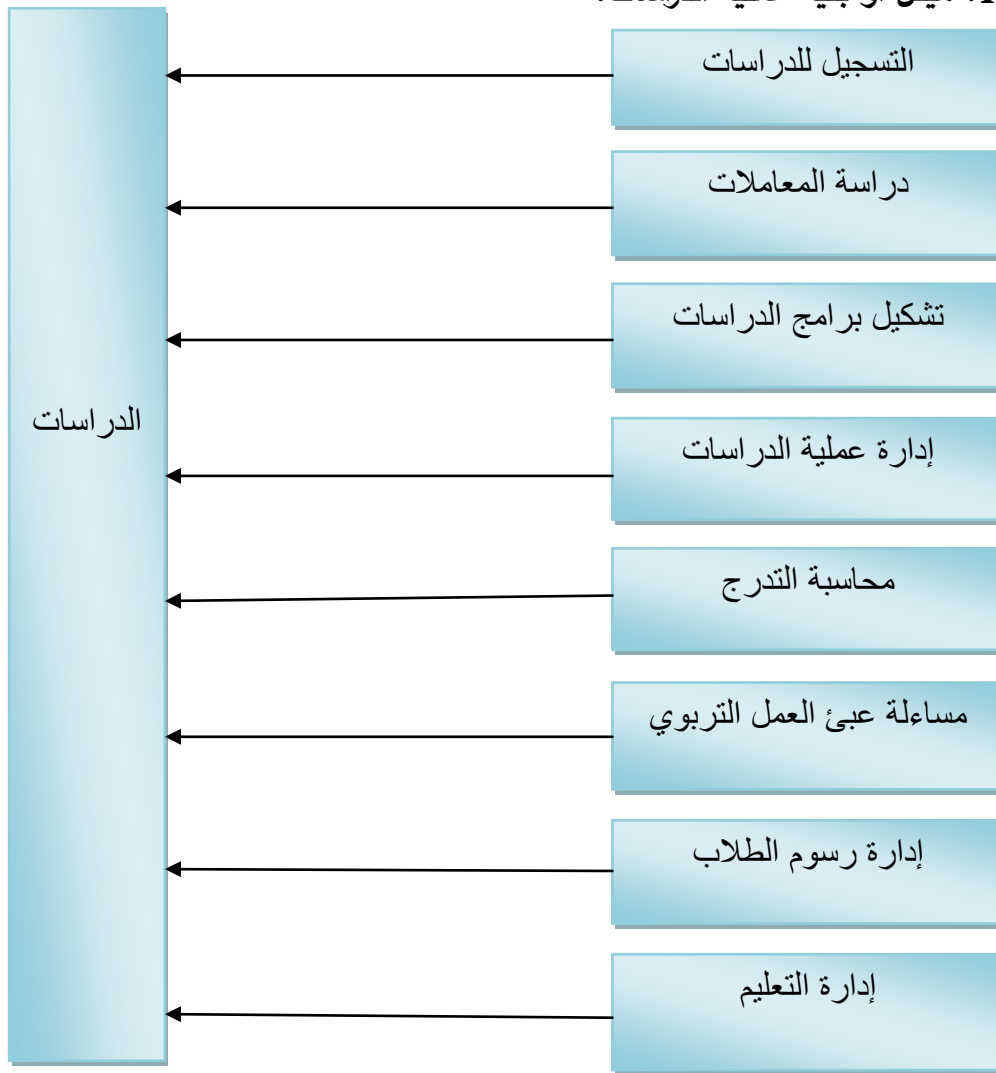 التسجيل للدراسات
دراسة المعاملات
تشكيل برامج الدراسات
إدارة عملية الدراسات
محاسبة التدرج
مساءلة عبئ العمل التربوي
إدارة رسوم الطلاب
إدارة التعليم
الدراسات